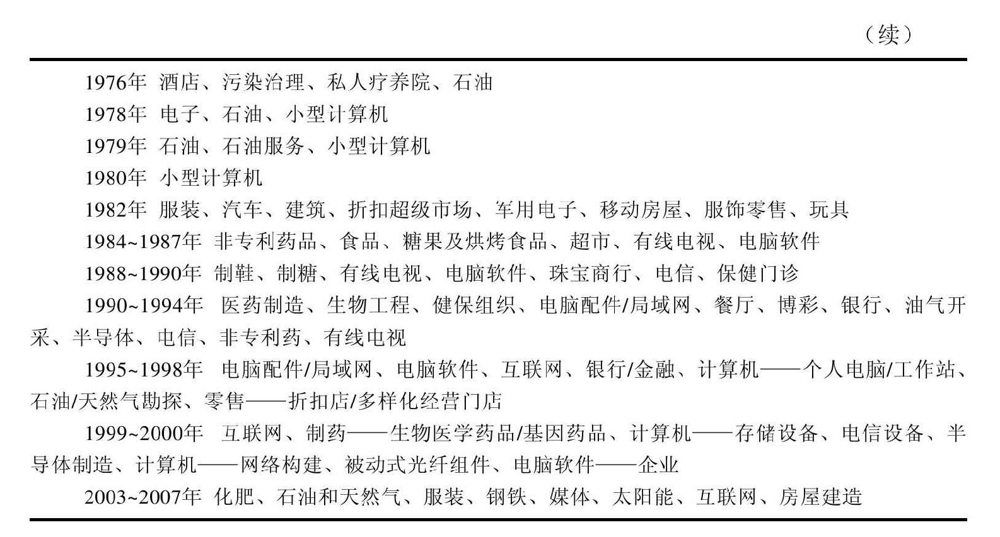 （续）
1976年 酒店、污染治理、私人疗养院、石油
1978年 电子、石油、小型计算机
1979年 石油、石油服务、小型计算机
1980年 小型计算机
1982年 服装、汽车、建筑、折扣超级市场、军用电子、移动房屋、服饰零售、玩具
1984~1987年 非专利药品、食品、糖果及烘烤食品、超市、有线电视、电脑软件
1988~1990年 制鞋、制糖、有线电视、电脑软件、珠宝商行、电信、保健门诊
1990~1994年 医药制造、生物工程、健保组织、电脑配件/局域网、餐厅、博彩、银行、油气开
采、半导体、电信、非专利药、有线电视
1995~1998年 电脑配件/局域网、电脑软件、互联网、银行/金融、计算机——个人电脑/工作站、
石油/天然气勘探、零售——折扣店/多样化经营门店
1999~2000年 互联网、制药——生物医学药品/基因药品、计算机——存储设备、电信设备、半
导体制造、计算机——网络构建、被动式光纤组件、电脑软件——企业
2003~2007年 化肥、石油和天然气、服装、钢铁、媒体、太阳能、互联网、房屋建造